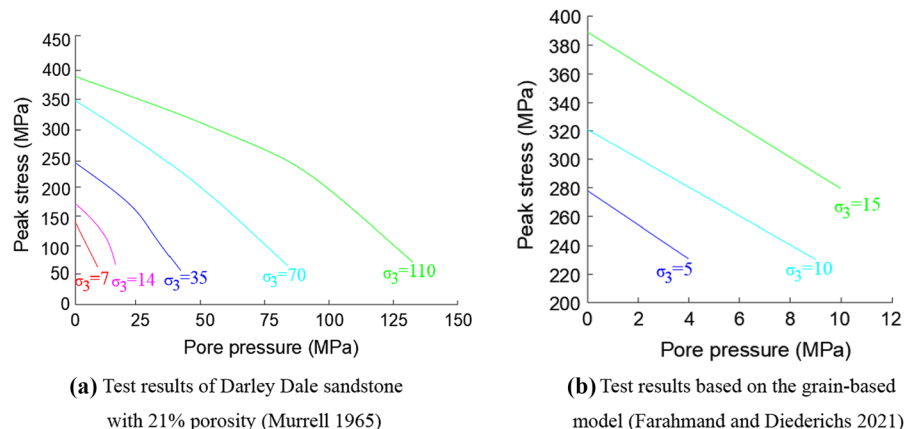 450
400
350
300
250
200
150
100
50
0
Peak stress (MPa)
σ3=7
σ3=14
σ3=35
σ3=70
σ3=110
0
25
50
75
100
125
150
Pore pressure (MPa)
(a) Test results of Darley Dale sandstone
with 21% porosity (Murrell 1965)
400
380
360
340
320
300
280
260
240
220
200
Peak stress (MPa)
σ3=15
σ3=10
σ3=5
0
2
4
6
8
10
12
Pore pressure (MPa)
(b) Test results based on the grain-based
model (Farahmand and Diederichs 2021)